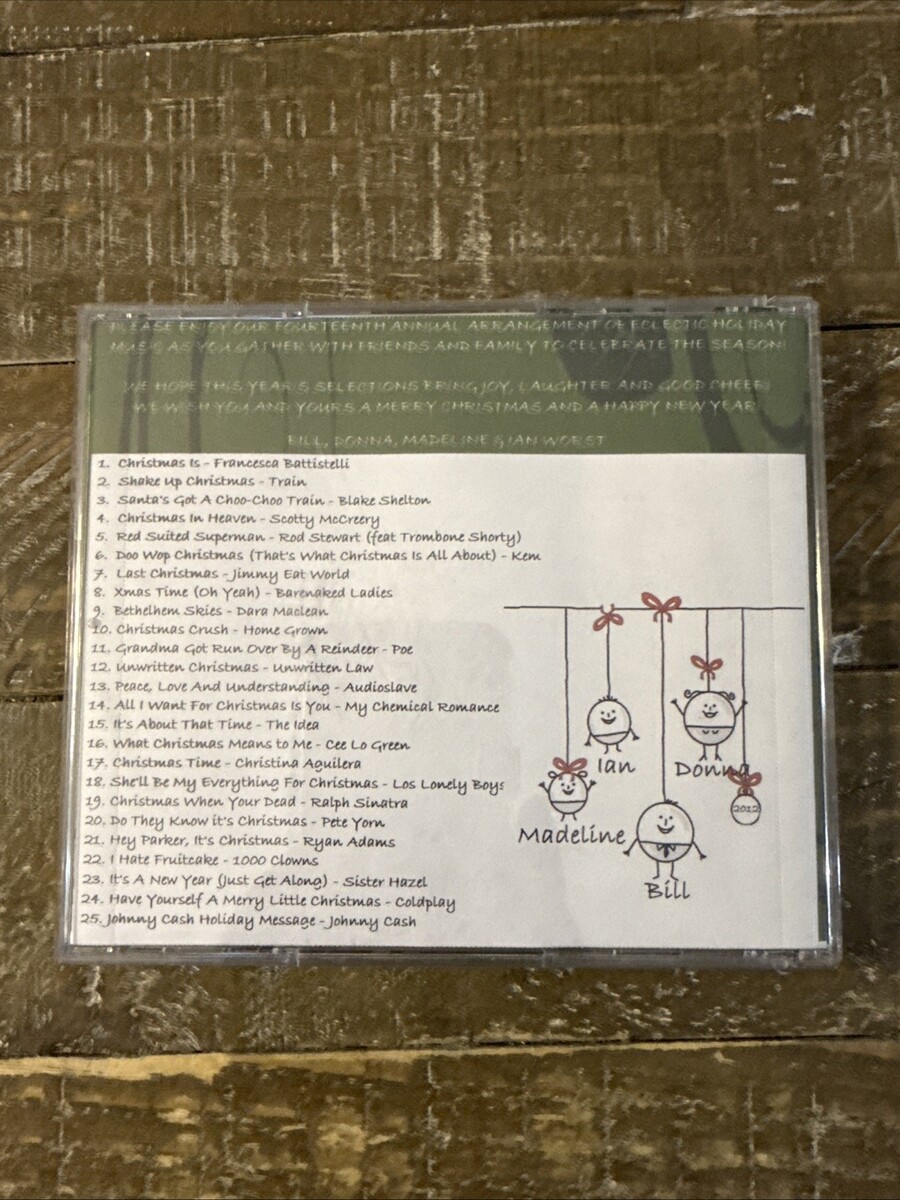 PLEASE ENJOY OUR FOURTEENTH ANNUAL ARRANGEMENT OF ECLECTIC HOLIDAY
MUSIC AS YOU GATHER WITH FRIENDS AND FAMILY TO CELEBRATE THE SEASON!
WE HOPE THIS YEAR'S SELECTIONS BRING JOY, LAUGHTER AND GOOD CHEER!
WE WISH YOU AND YOURS A MERRY CHRISTMAS AND A HAPPY NEW YEAR
BILL, DONNA, MADELINE & IAN WORST
1. Christmas Is - Francesca Battistelli
2. Shake Up Christmas - Train
3. Santa's Got A Choo-Choo Train - Blake Shelton
4. Christmas In Heaven - Scotty McCreery
5. Red Suited Superman - Rod Stewart (feat Trombone Shorty)
6. Doo Wop Christmas (That's What Christmas Is All About) - Kem
7. Last Christmas - Jimmy Eat World
8. Xmas Time (Oh Yeah) - Barenaked Ladies
9. Bethelhem Skies - Dara Maclean
10. Christmas Crush - Home Grown
11. Grandma Got Run Over By A Reindeer - Poe
12. Unwritten Christmas - Unwritten Law
13. Peace, Love And Understanding - Audioslave
14. All I Want For Christmas Is You - My Chemical Romance
15. It's About That Time - The Idea
16. What Christmas Means to Me - Cee Lo Green
17. Christmas Time - Christina Aguilera
18. She'll Be My Everything For Christmas - Los Lonely Boys
19. Christmas When Your Dead - Ralph Sinatra
20. Do They Know it's Christmas - Pete Yorn
21. Hey Parker, It's Christmas - Ryan Adams
22. I Hate Fruitcake - 1000 Clowns
23. It's A New Year (Just Get Along) - Sister Hazel
24. Have Yourself A Merry Little Christmas - Coldplay
25. Johnny Cash Holiday Message - Johnny Cash
Ian
Donna
2012
Madeline
Bill